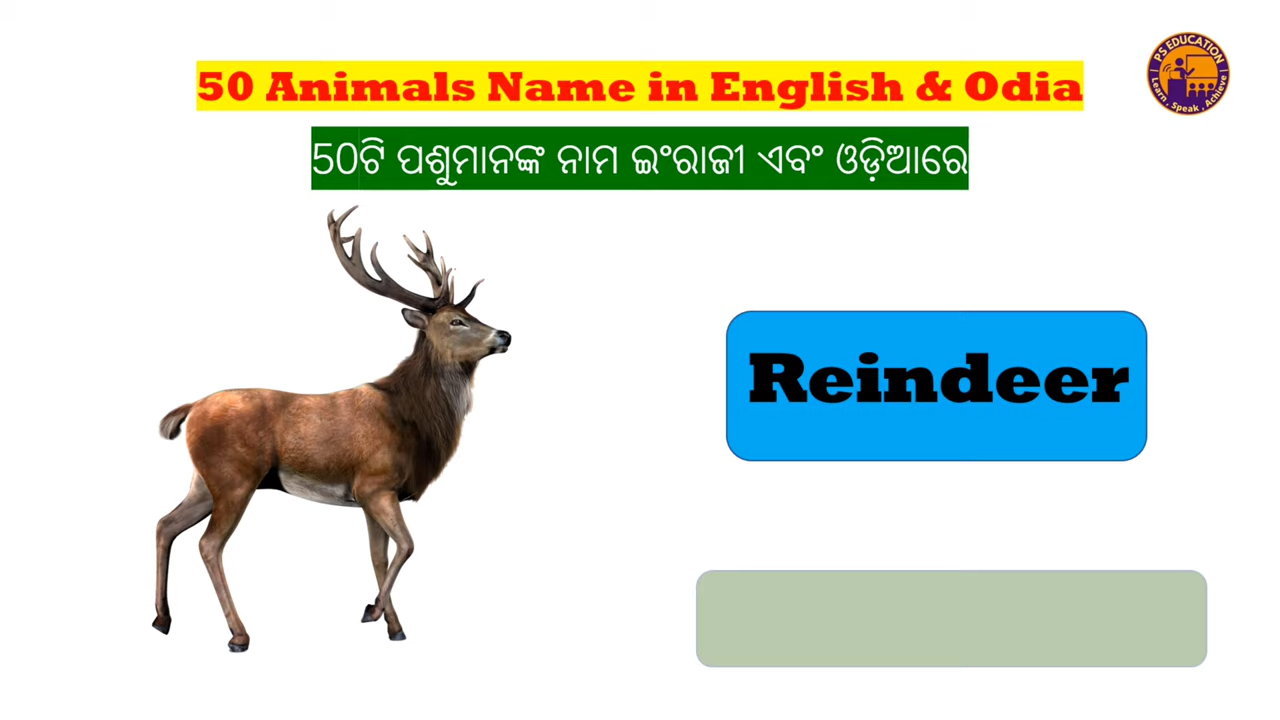 50 Animals Name in English & Odia
50ଟି ପଶୁମାନଙ୍କ ନାମ ଇଂରାଜୀ ଏବଂ ଓଡ଼ିଆରେ
PS EDUCATION
Learn, Speak, Achieve
Reindeer